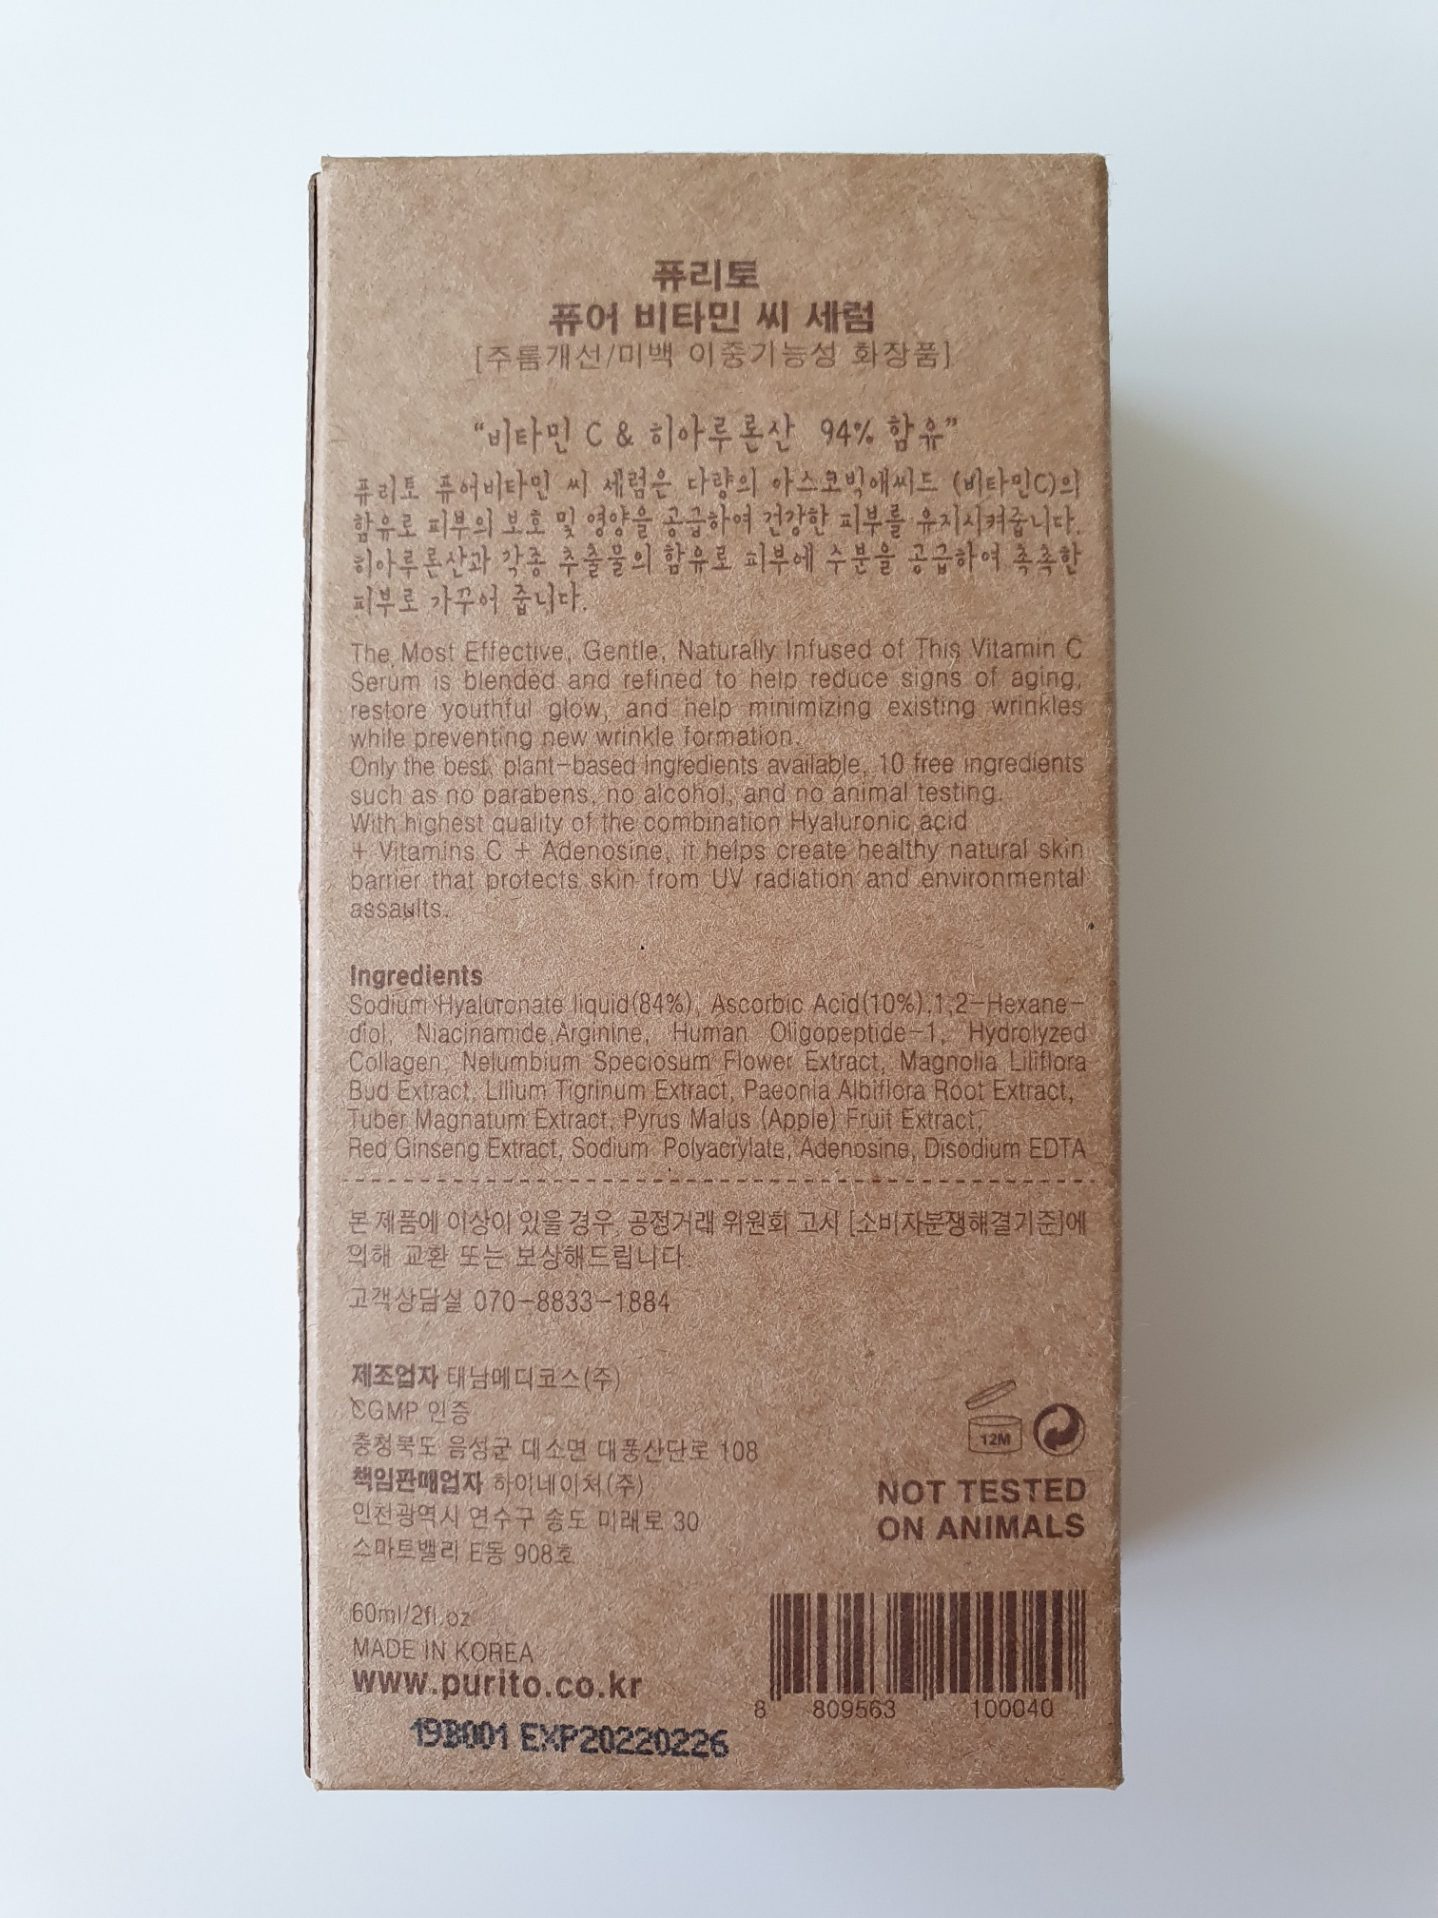 퓨리토
퓨어 비타민 씨 세럼
[주름개선/미백 이중기능성 화장품]
“비타민 C & 히아루론산 94% 함유”
퓨리토 퓨어비타민 씨 세럼은 다량의 아스코빅애씨드 (비타민C)의
함유로 피부의 보호 및 영양을 공급하여 건강한 피부를 유지시켜줍니다.
히아루론산과 각종 추출물의 함유로 피부에 수분을 공급하여 촉촉한
피부로 가꾸어 줍니다.
The Most Effective, Gentle, Naturally Infused of This Vitamin C
Serum is blended and refined to help reduce signs of aging,
restore youthful glow, and help minimizing existing wrinkles
while preventing new wrinkle formation.
Only the best, plant-based ingredients available, 10 free ingredients
such as no parabens, no alcohol, and no animal testing.
With highest quality of the combination Hyaluronic acid
+ Vitamins C + Adenosine, it helps create healthy natural skin
barrier that protects skin from UV radiation and environmental
assaults.
Ingredients
Sodium Hyaluronate liquid(84%), Ascorbic Acid(10%),1,2-Hexane-
diol, Niacinamide,Arginine, Human Oligopeptide-1, Hydrolyzed
Collagen, Nelumbium Speciosum Flower Extract, Magnolia Liliflora
Bud Extract, Lilium Tigrinum Extract, Paeonia Albiflora Root Extract,
Tuber Magnatum Extract, Pyrus Malus (Apple) Fruit Extract,
Red Ginseng Extract, Sodium Polyacrylate, Adenosine, Disodium EDTA
본 제품에 이상이 있을 경우, 공정거래 위원회 고시 [소비자분쟁해결기준]에
의해 교환 또는 보상해드립니다.
고객상담실 070-8833-1884
제조업자 태남메디코스(주)
CGMP 인증
충청북도 음성군 대소면 대풍산단로 108
책임판매업자 하이네이처(주)
인천광역시 연수구 송도 미래로 30
스마트밸리 E동 908호
12M
NOT TESTED
ON ANIMALS
60ml/2fl.oz
MADE IN KOREA
www.purito.co.kr
8 809563 100040
19B001 EXP20220226